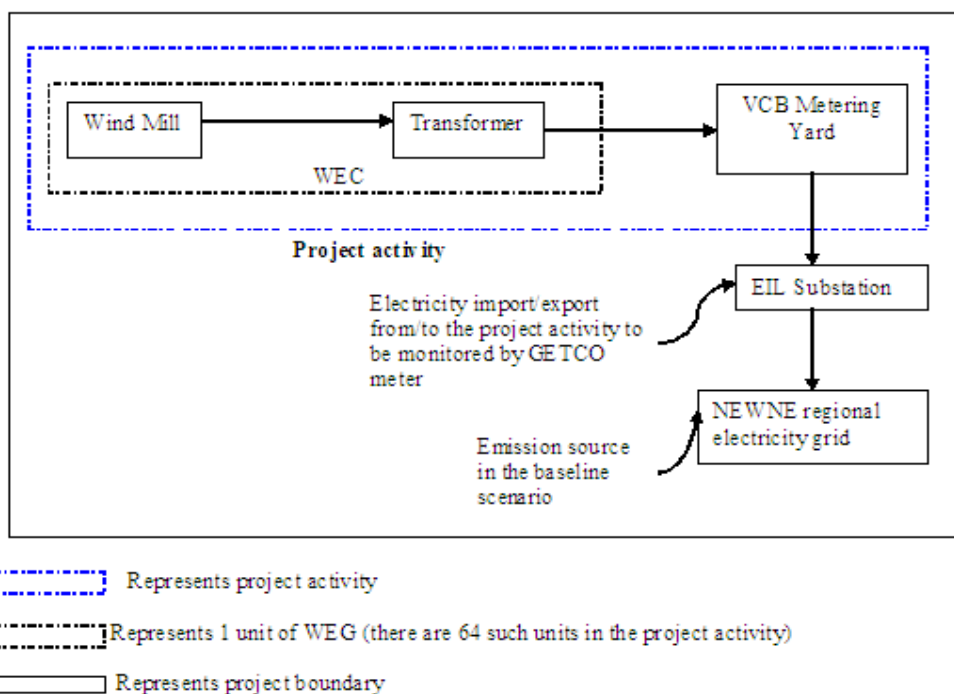 Wind Mill
Transformer
VCB Metering
Yard
WEC
Project activity
EIL Substation
Electricity import/export
from/to the project activity to
be monitored by GETCO
meter
NEWNE regional
electricity grid
Emission source
in the baseline
scenario
Represents project activity
Represents 1 unit of WEG (there are 64 such units in the project activity)
Represents project boundary